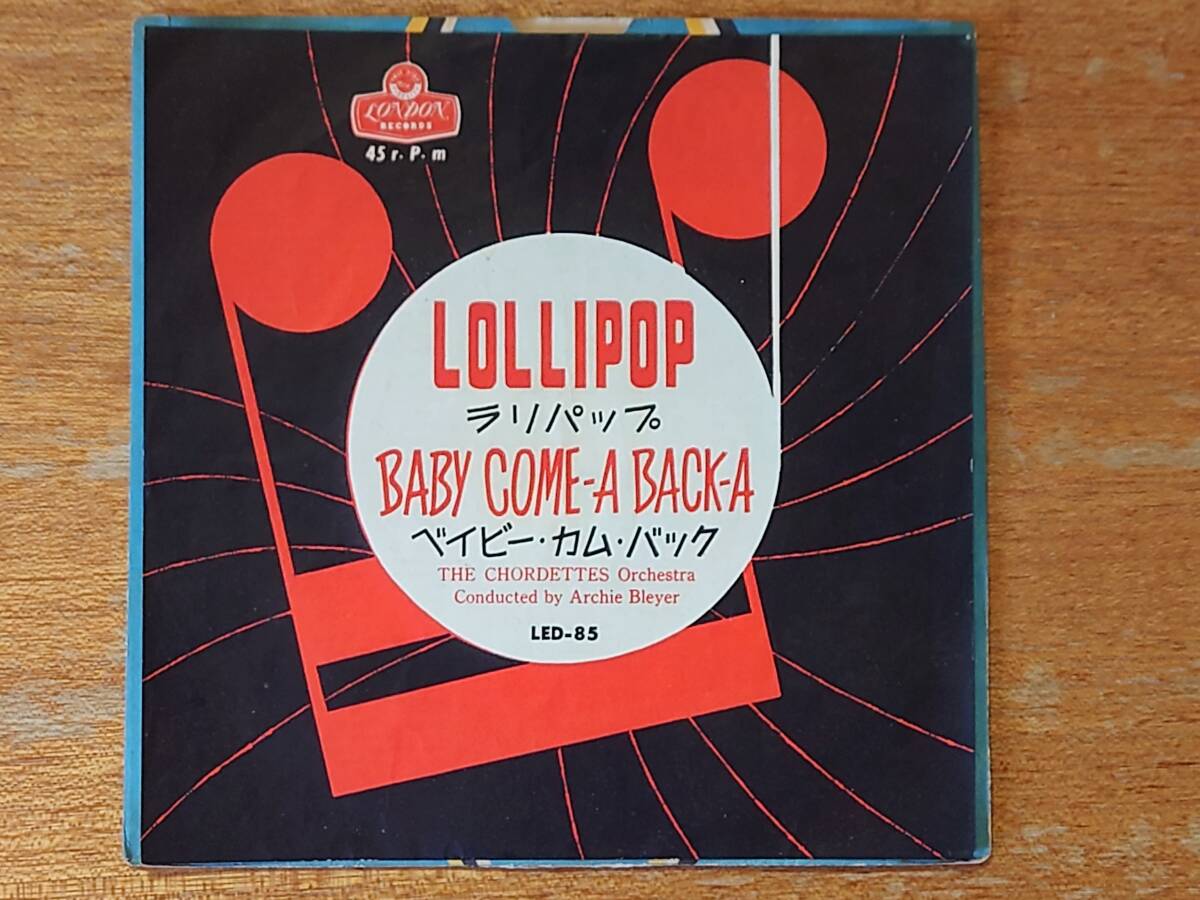 LONDON
RECORDS
45 r. P. m
LOLLIPOP
ラリパップ
BABY COME-A BACK-A
ベイビー・カム・バック
THE CHORDETTES Orchestra
Conducted by Archie Bleyer
LED-85